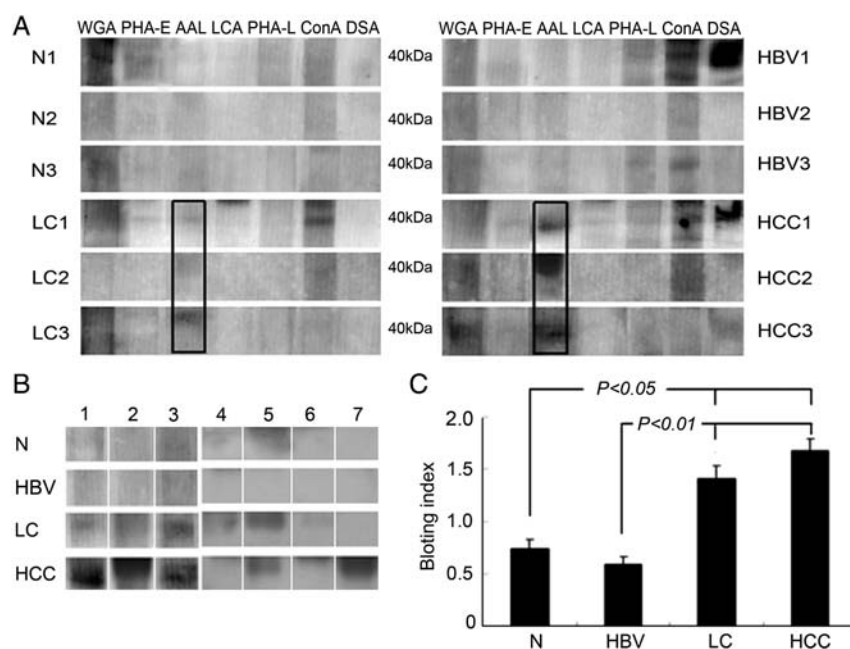 A
WGA PHA-E AAL LCA PHA-L ConA DSA
WGA PHA-E AAL LCA PHA-L ConA DSA
N1 40kDa HBV1
N2 40kDa HBV2
N3 40kDa HBV3
LC1 40kDa HCC1
LC2 40kDa HCC2
LC3 40kDa HCC3
B
1 2 3 4 5 6 7
N
HBV
LC
HCC
C
P<0.05
P<0.01
2.0
1.5
1.0
0.5
0
Bloting index
N HBV LC HCC